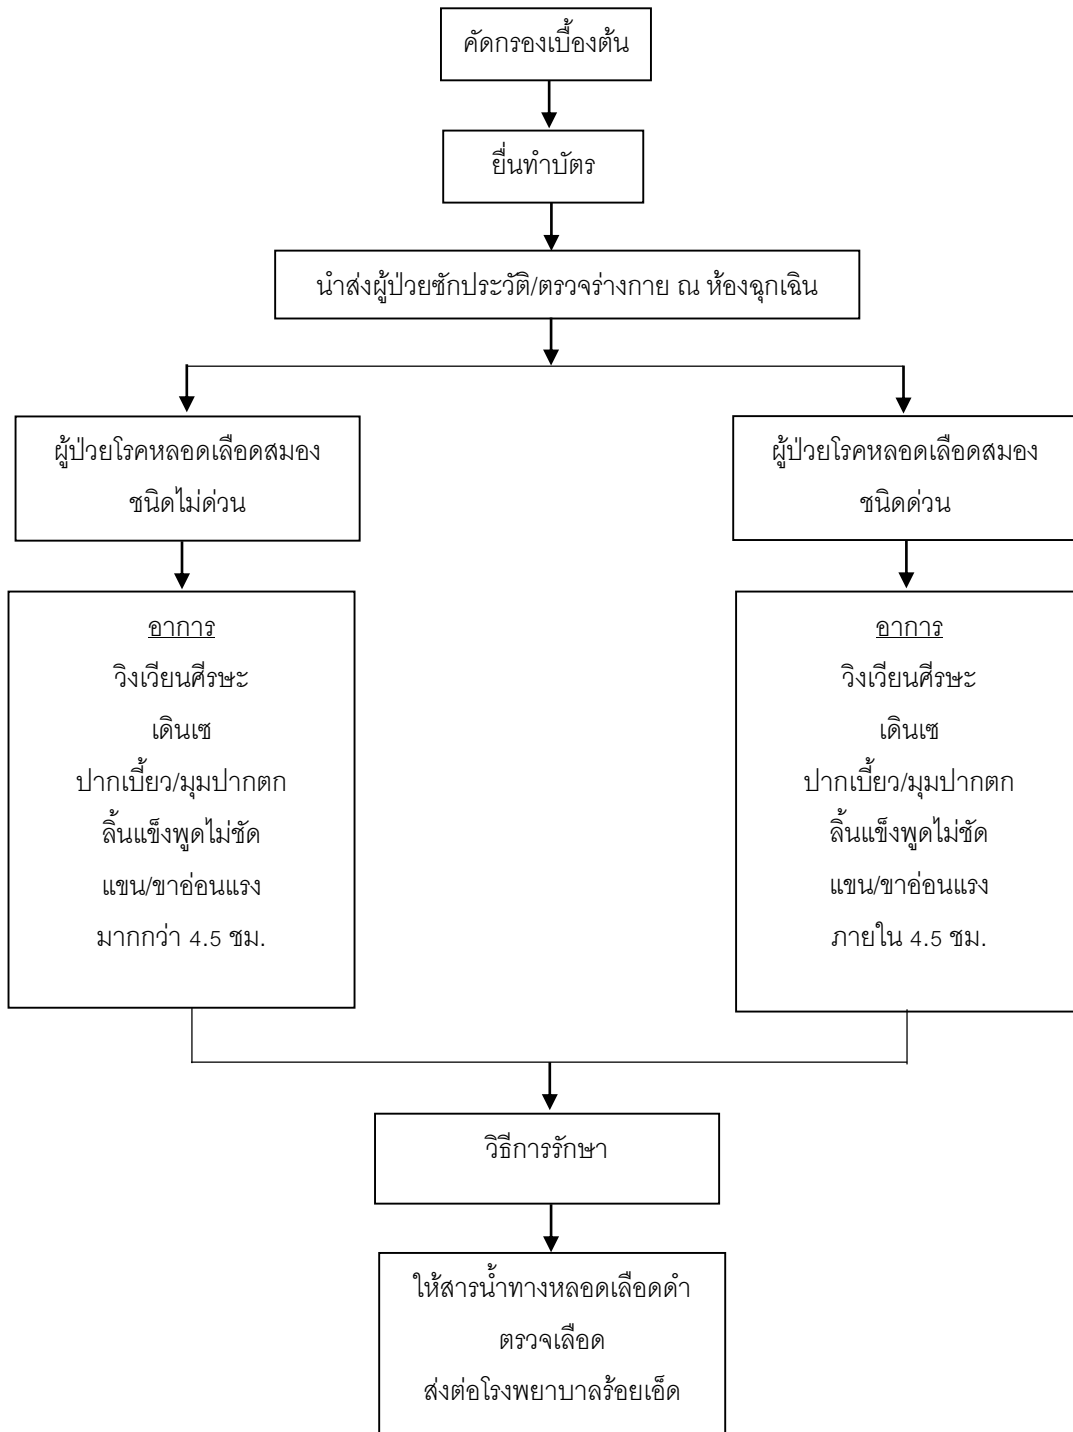 คัดกรองเบื้องต้น
ยื่นทำบัตร
นำส่งผู้ป่วยซักประวัติ/ตรวจร่างกาย ณ ห้องฉุกเฉิน
ผู้ป่วยโรคหลอดเลือดสมอง
ชนิดไม่ด่วน
ผู้ป่วยโรคหลอดเลือดสมอง
ชนิดด่วน
อาการ
วิงเวียนศีรษะ
เดินเซ
ปากเบี้ยว/มุมปากตก
ลิ้นแข็งพูดไม่ชัด
แขน/ขาอ่อนแรง
มากกว่า 4.5 ชม.
อาการ
วิงเวียนศีรษะ
เดินเซ
ปากเบี้ยว/มุมปากตก
ลิ้นแข็งพูดไม่ชัด
แขน/ขาอ่อนแรง
ภายใน 4.5 ชม.
วิธีการรักษา
ให้สารน้ำทางหลอดเลือดดำ
ตรวจเลือด
ส่งต่อโรงพยาบาลร้อยเอ็ด